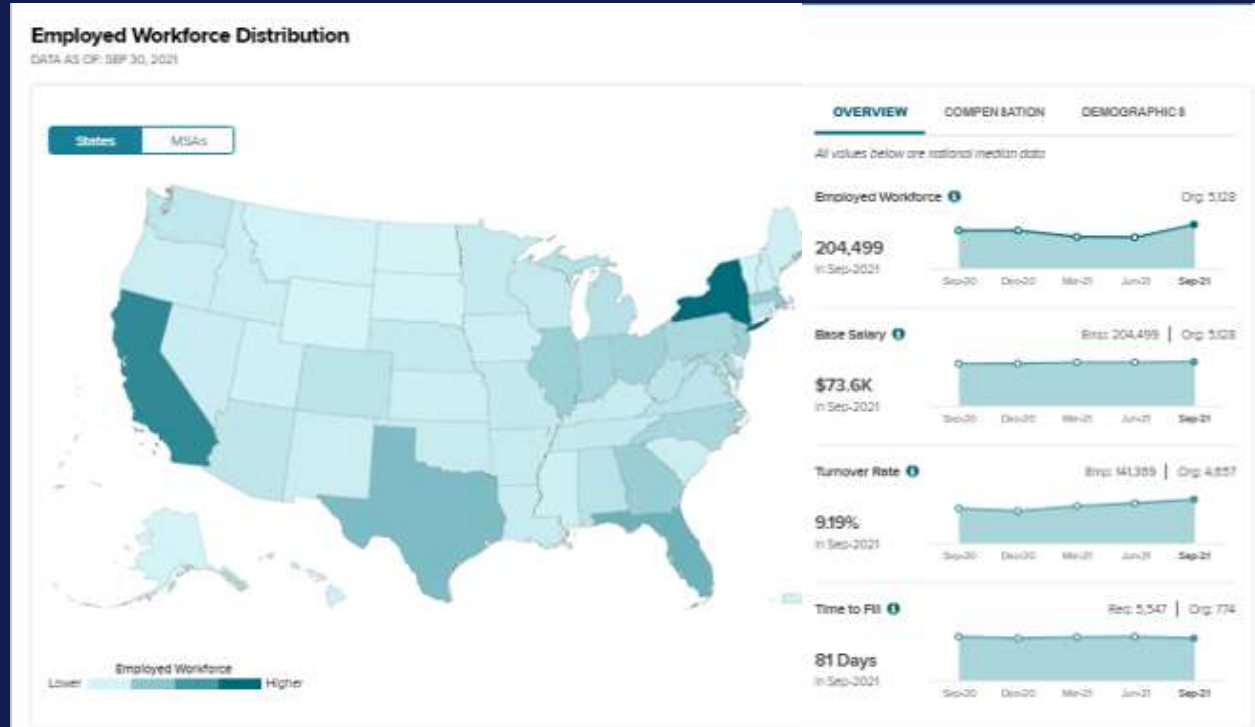 Employed Workforce Distribution
DATA AS OF: SEP 30, 2021
States MSAs
Employed Workforce
Lower Higher
OVERVIEW COMPENSATION DEMOGRAPHICS
All values below are national median data
Employed Workforce Org: 5,128
204,499
in Sep-2021
Sep-20 Dec-20 Mar-21 Jun-21 Sep-21
Base Salary Emp: 204,499 | Org: 5,128
$73.6K
in Sep-2021
Sep-20 Dec-20 Mar-21 Jun-21 Sep-21
Turnover Rate Emp: 141,389 | Org: 4,857
9.19%
in Sep-2021
Sep-20 Dec-20 Mar-21 Jun-21 Sep-21
Time to Fill Req: 5,547 | Org: 774
81 Days
in Sep-2021
Sep-20 Dec-20 Mar-21 Jun-21 Sep-21